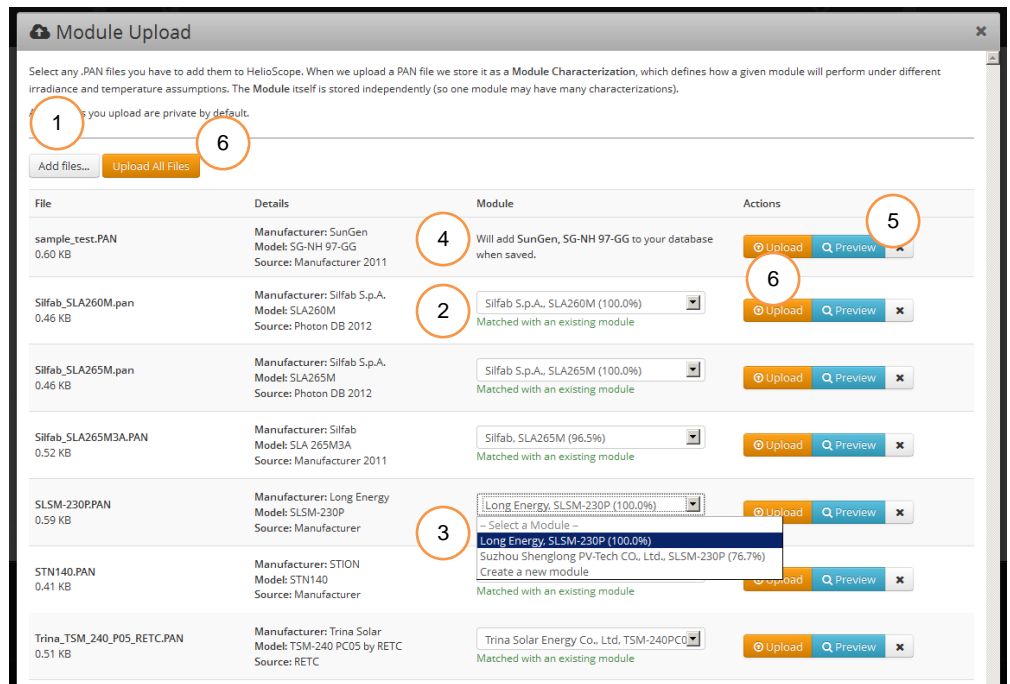 Module Upload
Select any .PAN files you have to add them to HelioScope. When we upload a PAN file we store it as a Module Characterization, which defines how a given module will perform under different
irradiance and temperature assumptions. The Module itself is stored independently (so one module may have many characterizations).
you upload are private by default.
1
6
Add files... Upload All Files
File Details Module Actions
5
sample_test.PAN
0.60 KB
Manufacturer: SunGen
Model: SG-NH 97-GG
Source: Manufacturer 2011
4
Will add SunGen, SG-NH 97-GG to your database
when saved.
Upload Preview
6
Silfab_SLA260M.pan
0.46 KB
Manufacturer: Silfab S.p.A.
Model: SLA260M
Source: Photon DB 2012
2
Silfab S.p.A., SLA260M (100.0%)
Matched with an existing module
Upload Preview x
Silfab_SLA265M.pan
0.46 KB
Manufacturer: Silfab S.p.A.
Model: SLA265M
Source: Photon DB 2012
Silfab S.p.A., SLA265M (100.0%)
Matched with an existing module
Upload Preview x
Silfab_SLA265M3A.PAN
0.52 KB
Manufacturer: Silfab
Model: SLA 265M3A
Source: Manufacturer 2011
Silfab, SLA265M (96.5%)
Matched with an existing module
Upload Preview x
SLSM-230P.PAN
0.59 KB
Manufacturer: Long Energy
Model: SLSM-230P
Source: Manufacturer
3
Long Energy, SLSM-230P (100.0%)
– Select a Module –
Long Energy, SLSM-230P (100.0%)
Suzhou Shenglong PV-Tech CO., Ltd., SLSM-230P (76.7%)
Create a new module
Upload Preview x
STN140.PAN
0.41 KB
Manufacturer: STION
Model: STN140
Source: Manufacturer
Matched with an existing module
Upload Preview x
Trina_TSM_240_P05_RETC.PAN
0.51 KB
Manufacturer: Trina Solar
Model: TSM-240 PC05 by RETC
Source: RETC
Trina Solar Energy Co., Ltd, TSM-240PC0
Matched with an existing module
Upload Preview x